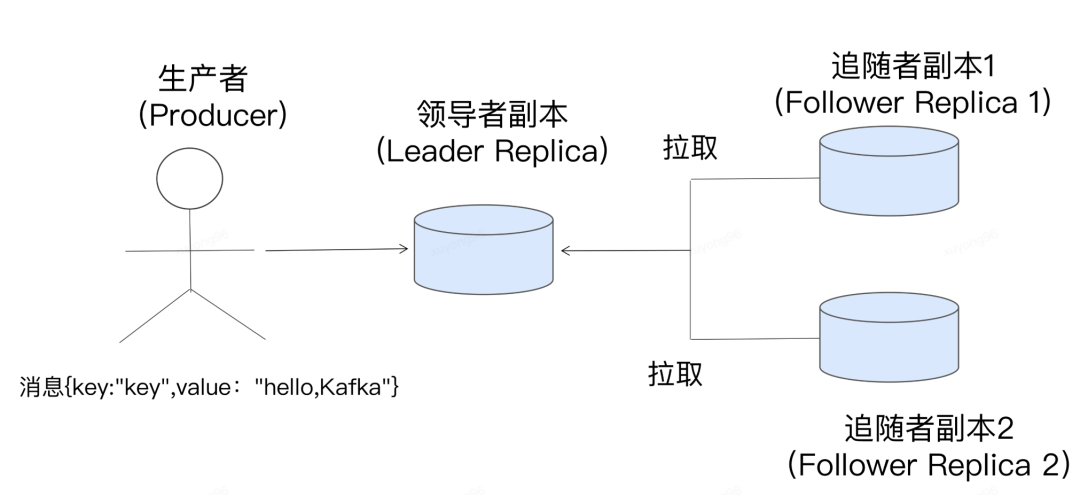 生产者
(Producer)
领导者副本
(Leader Replica)
追随者副本1
(Follower Replica 1)
拉取
拉取
消息{key:"key",value："hello,Kafka"}
追随者副本2
(Follower Replica 2)